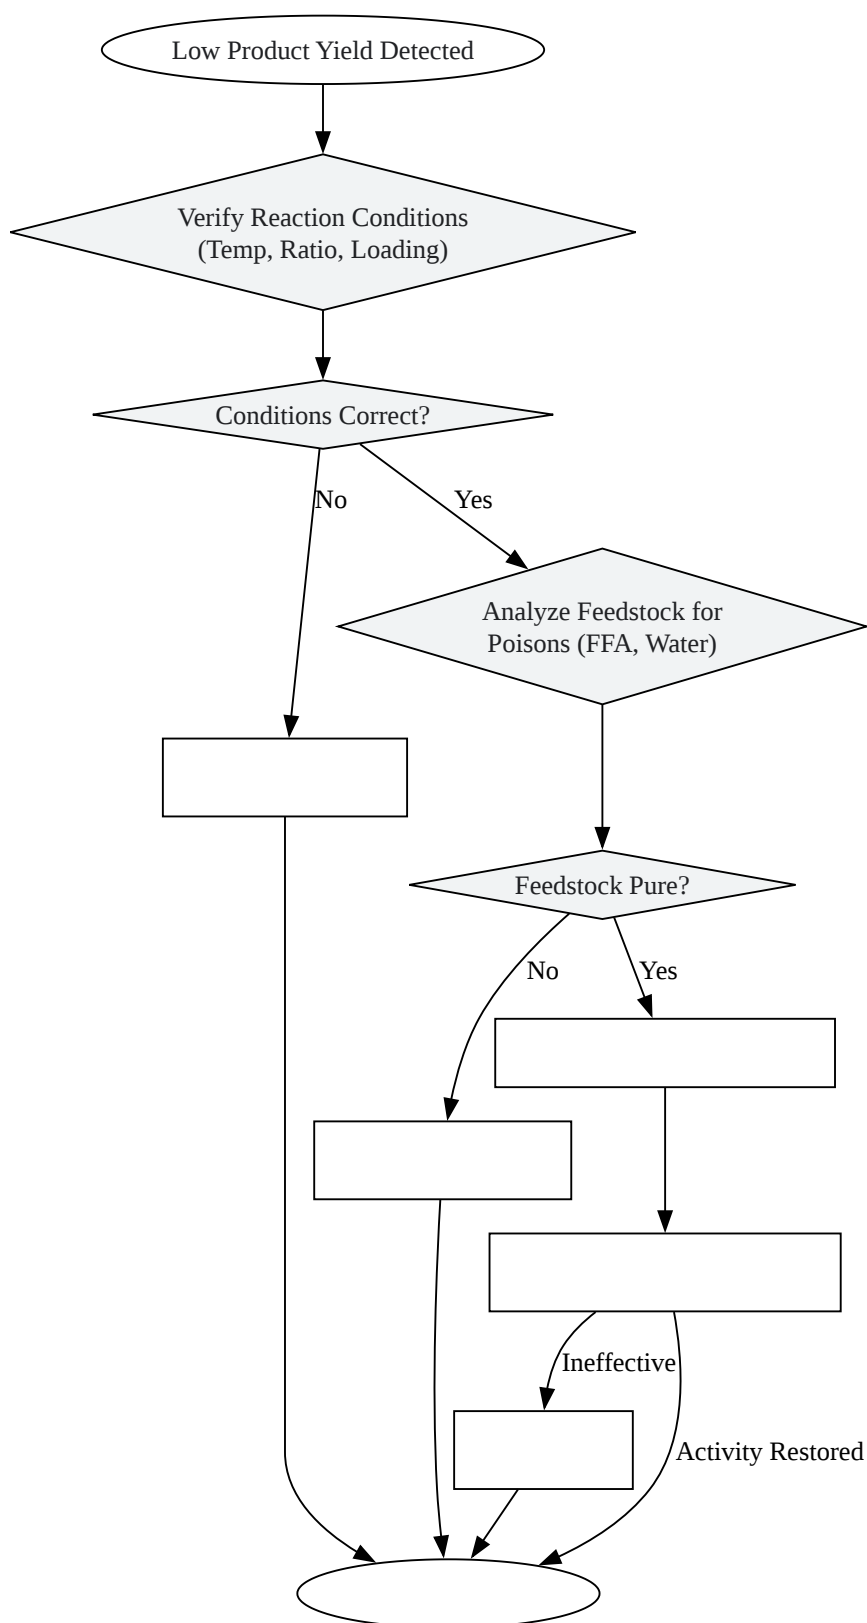 Low Product Yield Detected
Verify Reaction Conditions
(Temp, Ratio, Loading)
Conditions Correct?
No
Yes
Analyze Feedstock for
Poisons (FFA, Water)
Feedstock Pure?
No
Yes
Ineffective
Activity Restored